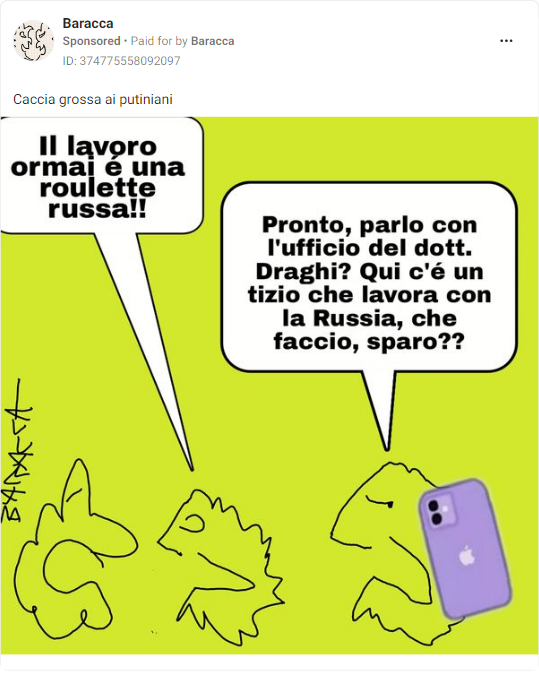 Baracca
Sponsored • Paid for by Baracca
ID: 374775558092097
Caccia grossa ai putiniani
Il lavoro
ormai é una
roulette
russa!!
Pronto, parlo con
l'ufficio del dott.
Draghi? Qui c'é un
tizio che lavora con
la Russia, che
faccio, sparo??
BARACCA